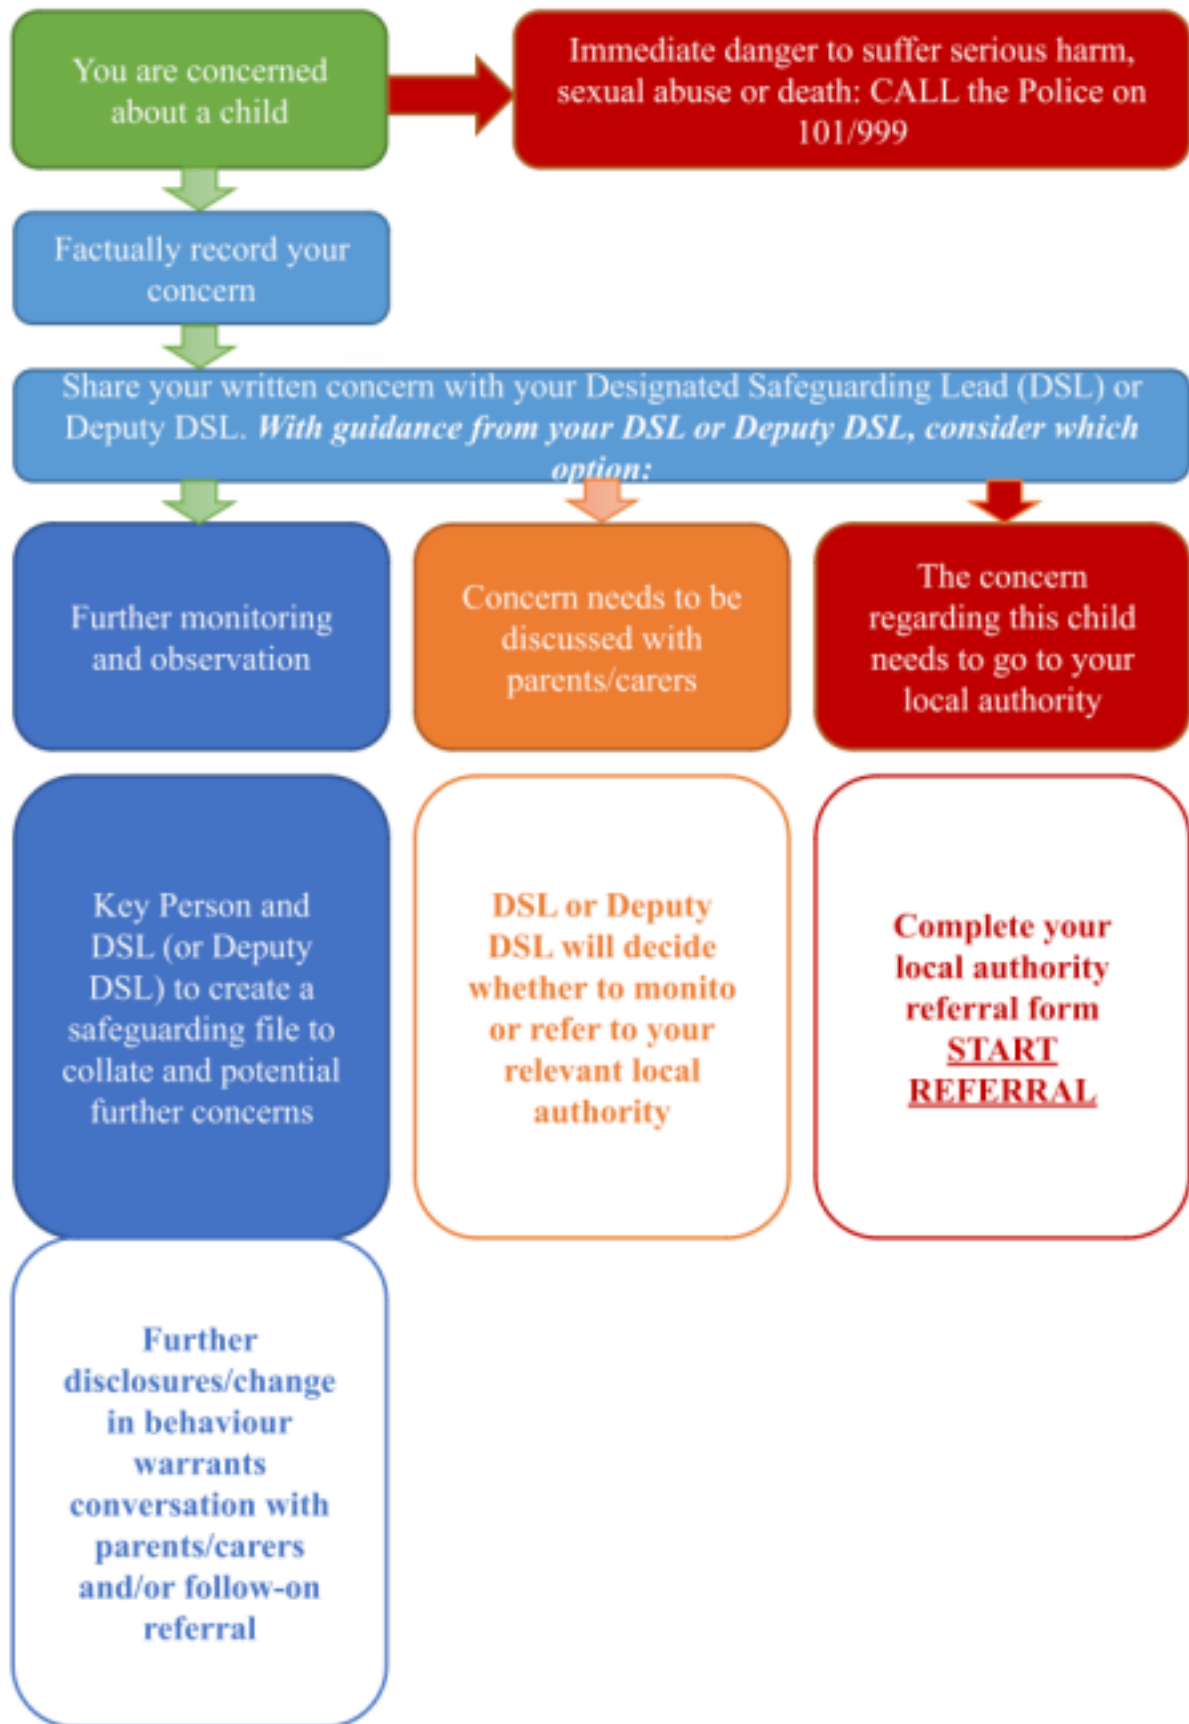 You are concerned
about a child
Immediate danger to suffer serious harm,
sexual abuse or death: CALL the Police on
101/999
Factually record your
concern
Share your written concern with your Designated Safeguarding Lead (DSL) or
Deputy DSL. With guidance from your DSL or Deputy DSL, consider which
option:
Further monitoring
and observation
Concern needs to be
discussed with
parents/carers
The concern
regarding this child
needs to go to your
local authority
Key Person and
DSL (or Deputy
DSL) to create a
safeguarding file to
collate and potential
further concerns
DSL or Deputy
DSL will decide
whether to monito
or refer to your
relevant local
authority
Complete your
local authority
referral form
START
REFERRAL
Further
disclosures/change
in behaviour
warrants
conversation with
parents/carers
and/or follow-on
referral